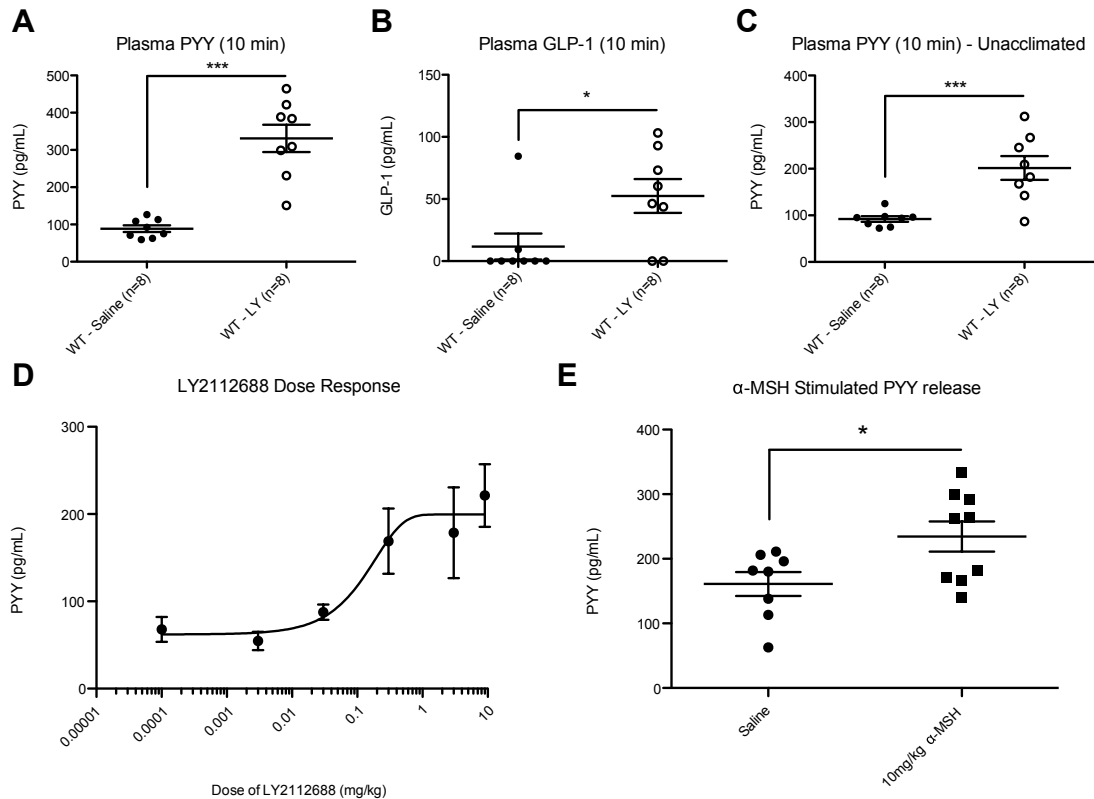 A
Plasma PYY (10 min)
***
500
400
300
200
100
0
PYY (pg/mL)
WT - Saline (n=8)
WT - LY (n=8)
B
Plasma GLP-1 (10 min)
*
150
100
50
0
GLP-1 (pg/mL)
WT - Saline (n=8)
WT - LY (n=8)
C
Plasma PYY (10 min) - Unacclimated
***
400
300
200
100
0
PYY (pg/mL)
WT - Saline (n=8)
WT - LY (n=8)
D
LY2112688 Dose Response
300
200
100
0
PYY (pg/mL)
0.00001
0.0001
0.001
0.01
0.1
1
10
Dose of LY2112688 (mg/kg)
E
α-MSH Stimulated PYY release
*
400
300
200
100
0
PYY (pg/mL)
Saline
10mg/kg α-MSH